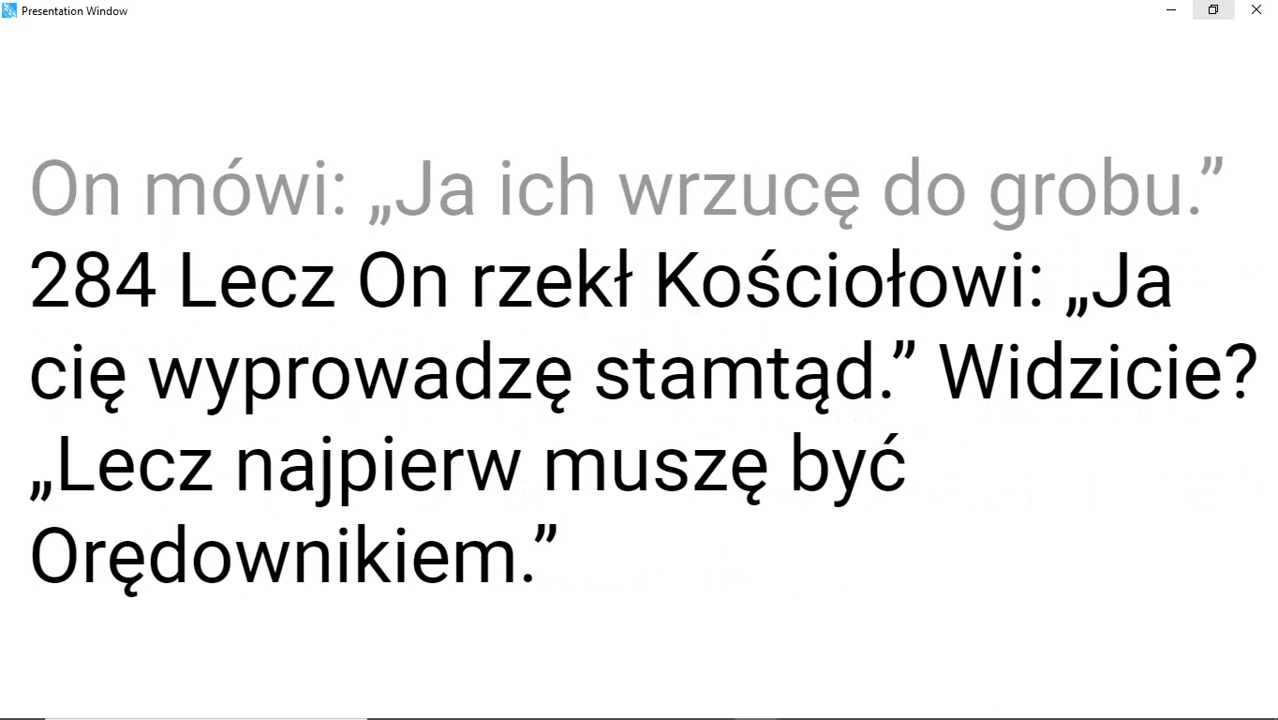 Presentation Window
On mówi: „Ja ich wrzucę do grobu.”
284 Lecz On rzekł Kościołowi: „Ja
cię wyprowadzę stamtąd.” Widzicie?
„Lecz najpierw muszę być
Orędownikiem.”